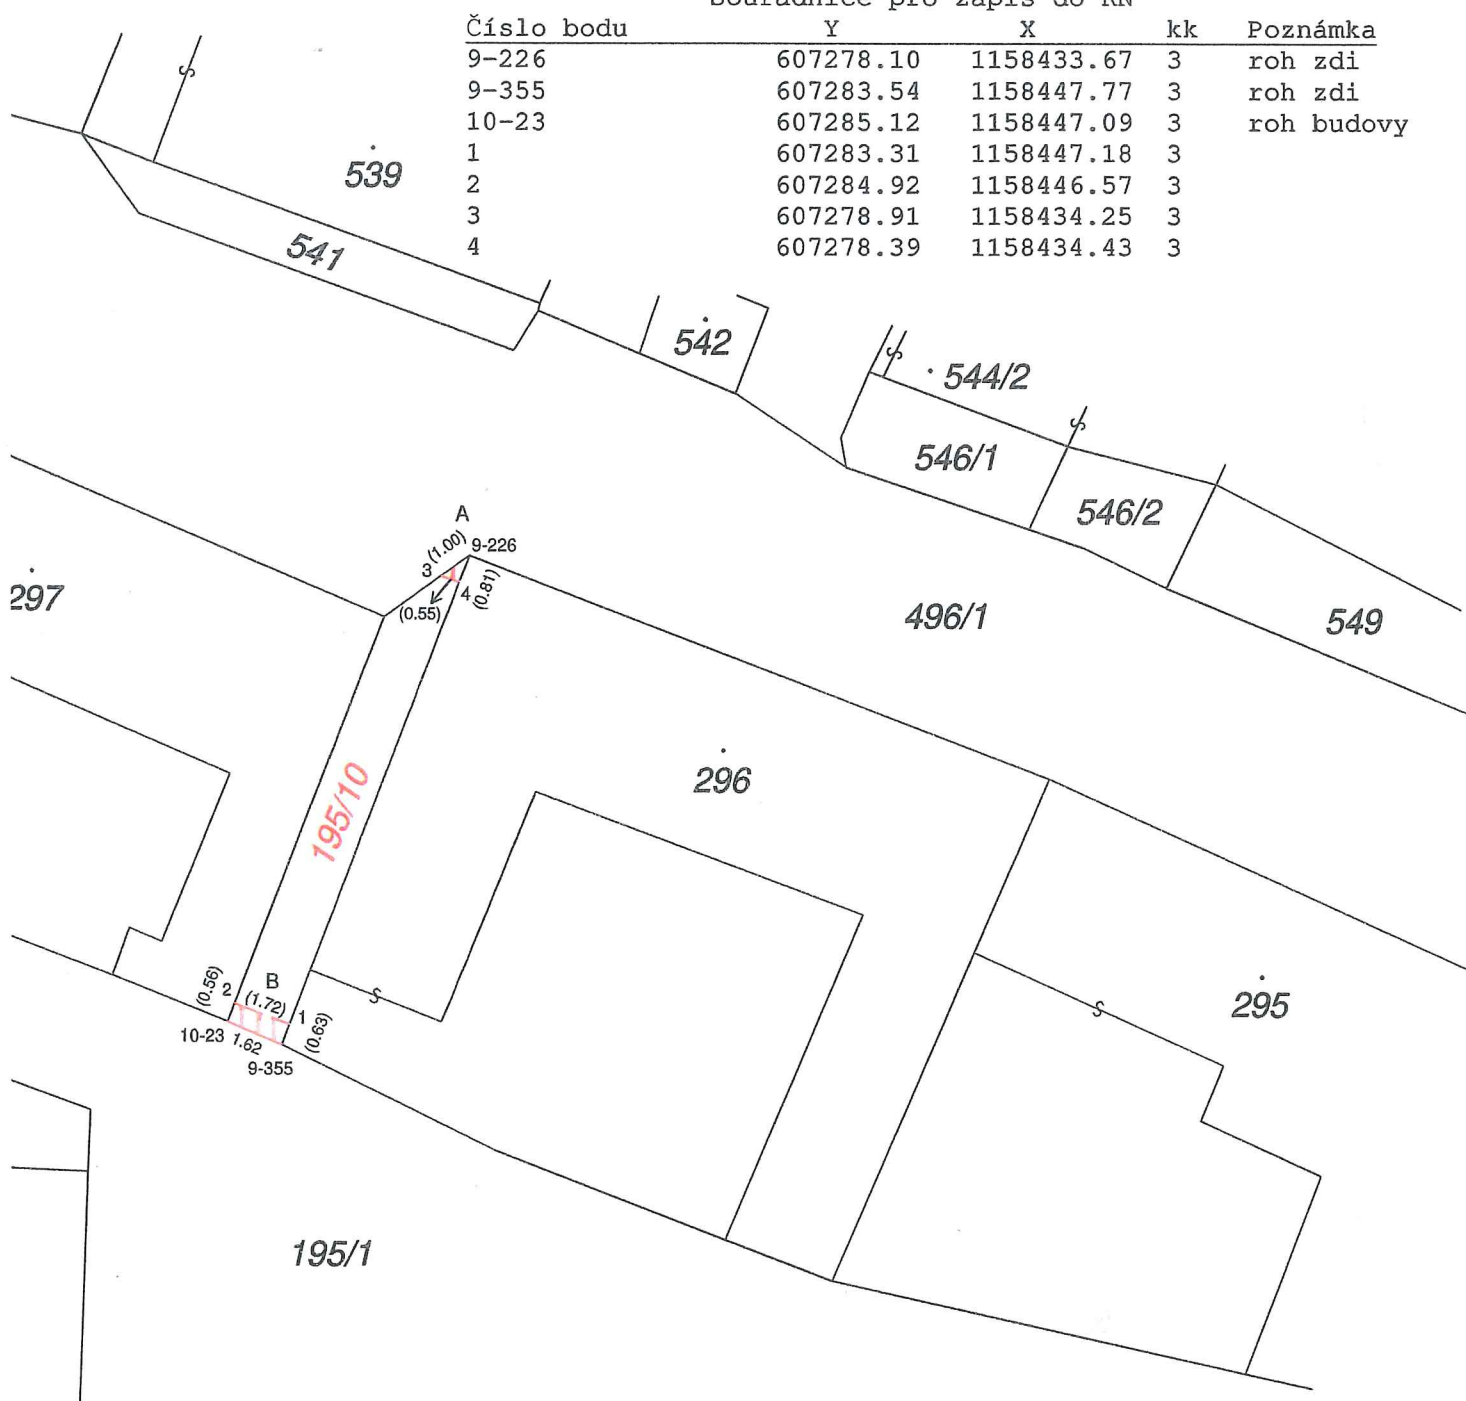 Souřadnice pro zápis do KN
Číslo bodu Y X kk Poznámka
9-226 607278.10 1158433.67 3 roh zdi
9-355 607283.54 1158447.77 3 roh zdi
10-23 607285.12 1158447.09 3 roh budovy
1 607283.31 1158447.18 3
2 607284.92 1158446.57 3
3 607278.91 1158434.25 3
4 607278.39 1158434.43 3
539
541
542
544/2
546/1
546/2
A
(1.00)
9-226
3
4
(0.81)
(0.55)
297
496/1
549
296
195/10
(0.56)
2
B
(1.72)
1
(0.63)
10-23
1.62
9-355
295
195/1